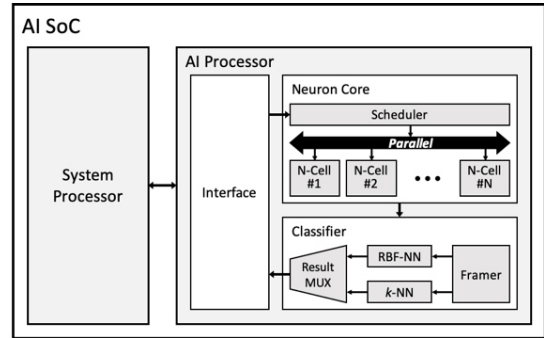 AI SoC
System
Processor
AI Processor
Interface
Neuron Core
Scheduler
Parallel
N-Cell
#1
N-Cell
#2
•••
N-Cell
#N
Classifier
Result
MUX
RBF-NN
k-NN
Framer